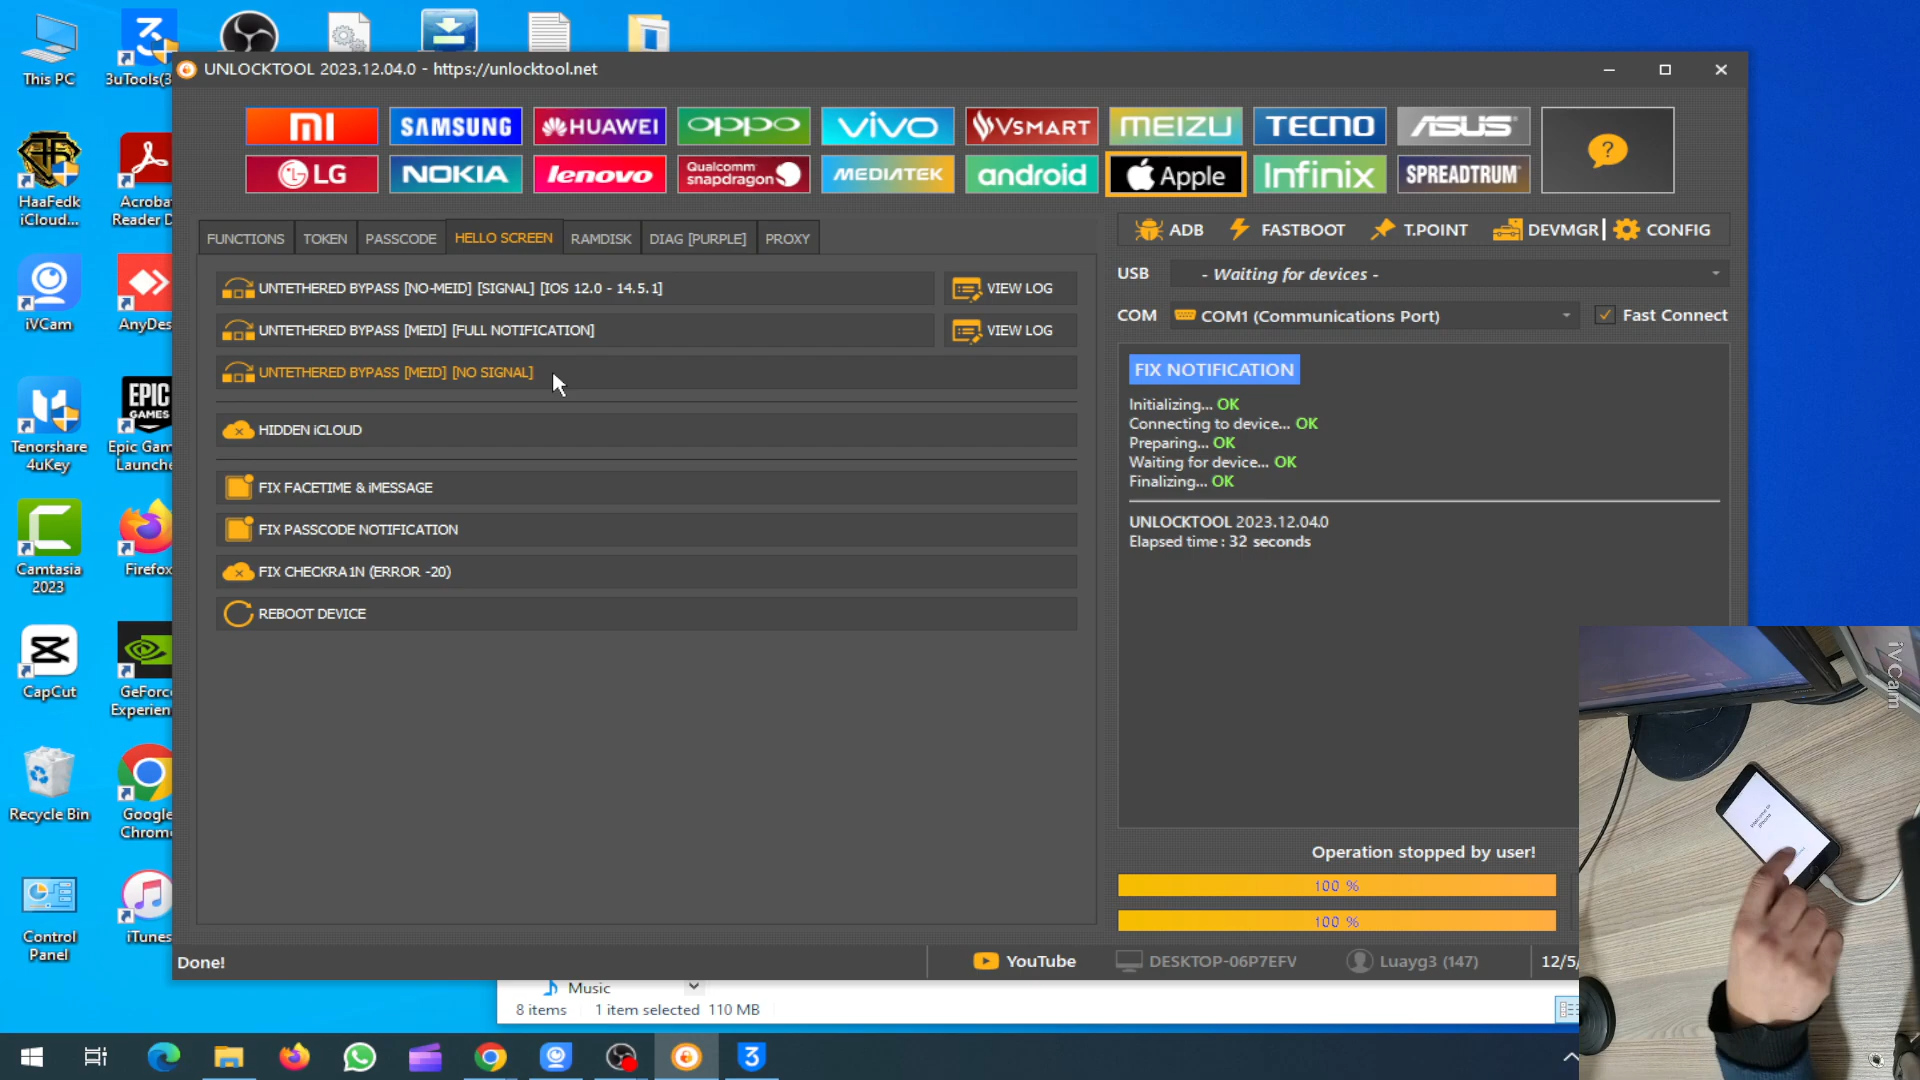 This PC
3uTools(3
UNLOCKTOOL 2023.12.04.0 - https://unlocktool.net
MI
SAMSUNG
HUAWEI
oppo
vivo
VSMART
MEIZU
TECNO
ASUS
?
LG
NOKIA
lenovo
Qualcomm
snapdragon
MEDIATEK
android
Apple
Infinix
SPREADTRUM
HaaFedk
iCloud...
Acroba
Reader D
FUNCTIONS
TOKEN
PASSCODE
HELLO SCREEN
RAMDISK
DIAG [PURPLE]
PROXY
ADB
FASTBOOT
T.POINT
DEVMGR
CONFIG
UNTETHERED BYPASS [NO-MEID] [SIGNAL] [IOS 12.0 - 14.5.1]
VIEW LOG
UNTETHERED BYPASS [MEID] [FULL NOTIFICATION]
VIEW LOG
UNTETHERED BYPASS [MEID] [NO SIGNAL]
HIDDEN iCLOUD
FIX FACETIME & iMESSAGE
FIX PASSCODE NOTIFICATION
FIX CHECKRA1N (ERROR -20)
REBOOT DEVICE
USB
- Waiting for devices -
COM
COM1 (Communications Port)
Fast Connect
FIX NOTIFICATION
Initializing... OK
Connecting to device... OK
Preparing... OK
Waiting for device... OK
Finalizing... OK
UNLOCKTOOL 2023.12.04.0
Elapsed time : 32 seconds
Operation stopped by user!
100 %
100 %
iVCam
AnyDes
Tenorshare
4uKey
EPIC
GAMES
Epic Gam
Launche
Camtasia
2023
Firefox
CapCut
GeForc
Experien
Recycle Bin
Google
Chrome
Control
Panel
iTunes
iVCam
Done!
YouTube
DESKTOP-06P7EFV
Luayg3 (147)
12/5/
Music
8 items
1 item selected 110 MB